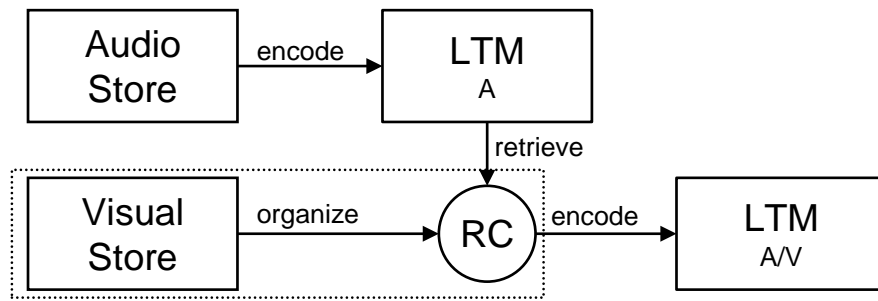 Audio
Store
encode
LTM
A
retrieve
Visual
Store
organize
RC
encode
LTM
A/V